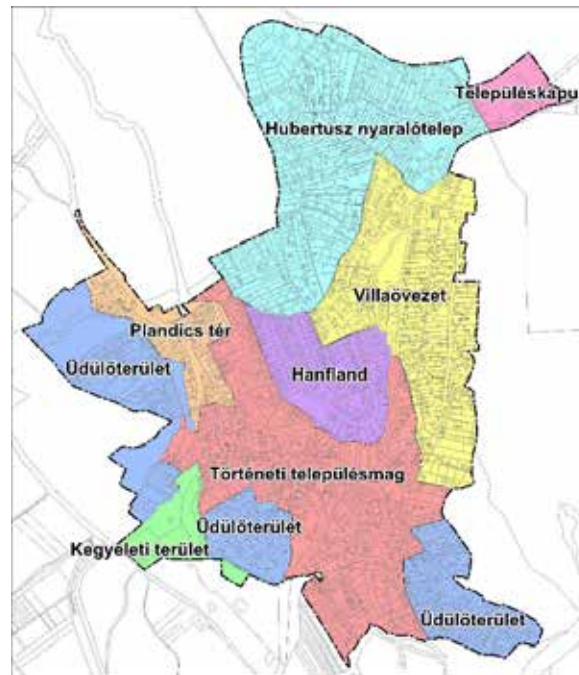 Településkapu
Hubertusz nyaralótelep
Villaövezet
Plandics tér
Üdülőterület
Hanfland
Történeti településmag
Üdülőterület
Kegyeleti terület
Üdülőterület